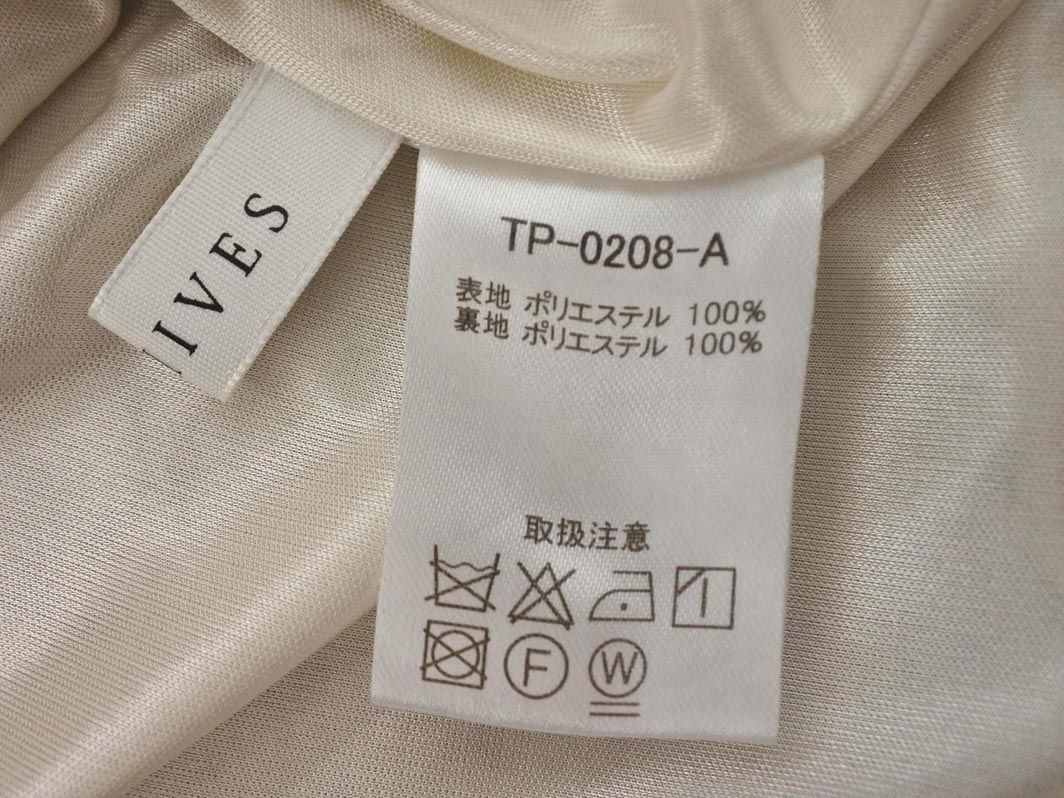 IVES
TP-0208-A
表地 ポリエステル 100%
裏地 ポリエステル 100%
取扱注意
F
W